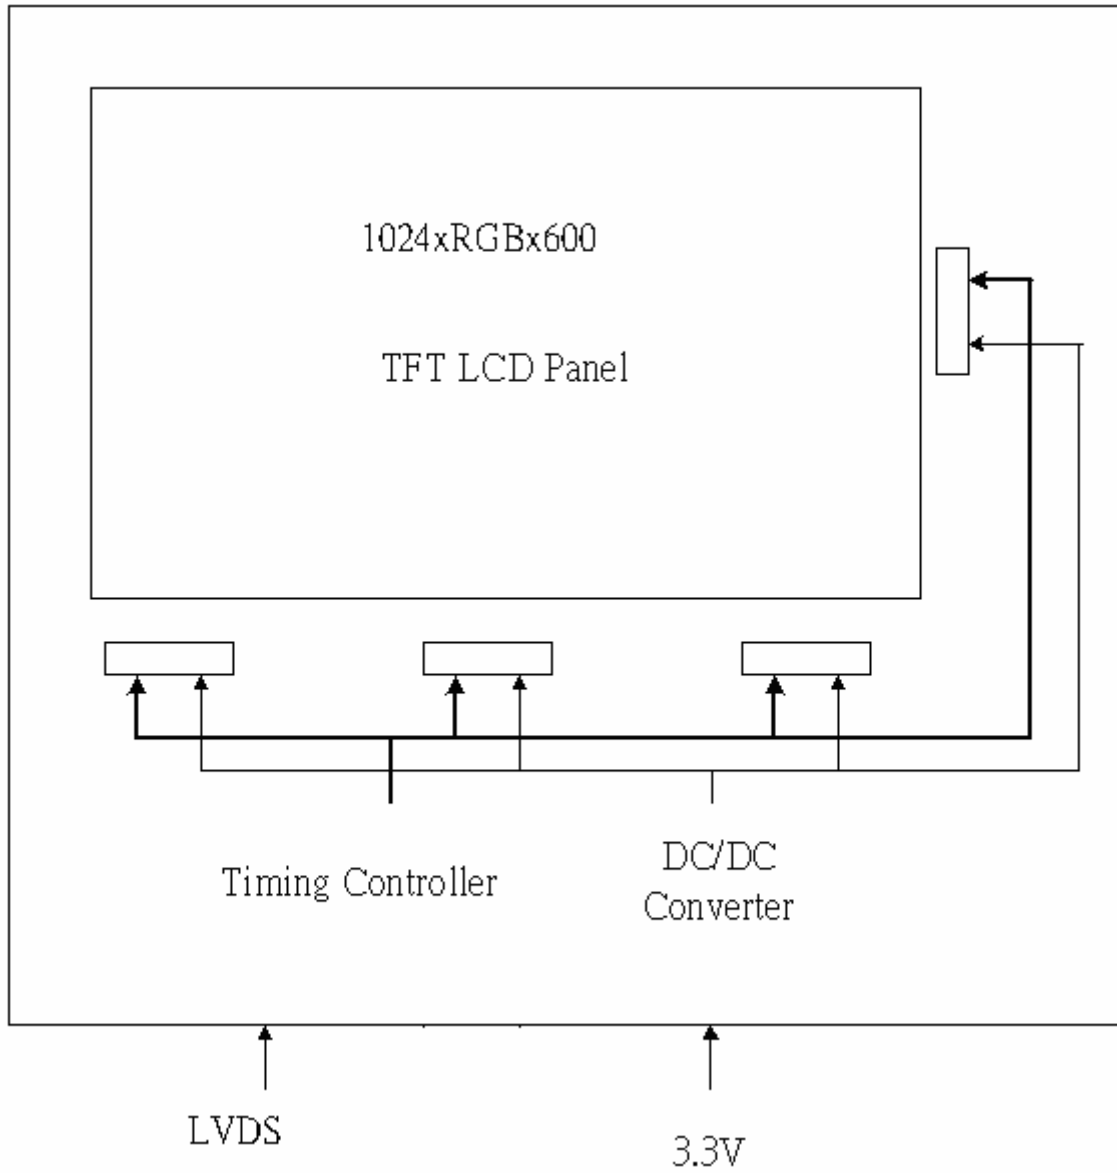 1024xRGBx600
TFT LCD Panel
Timing Controller
DC/DC
Converter
LVDS
3.3V